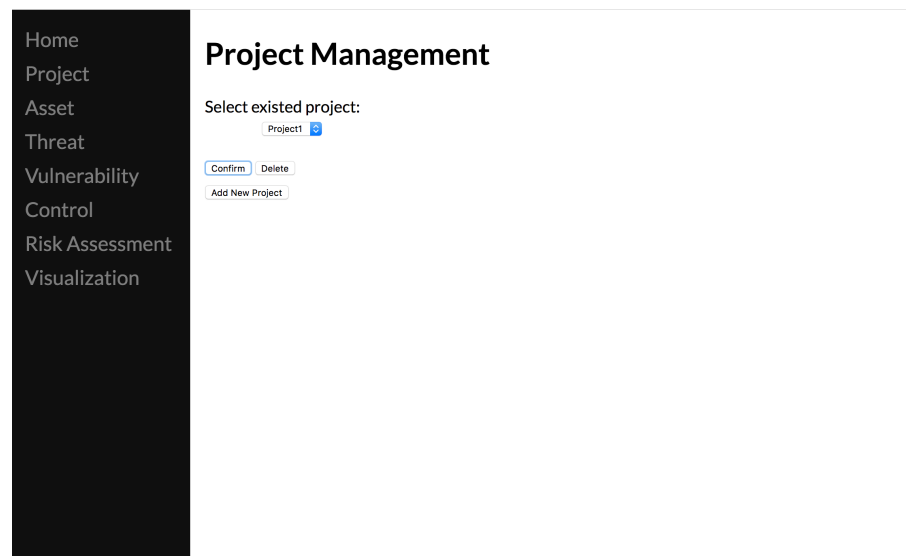 Home
Project
Asset
Threat
Vulnerability
Control
Risk Assessment
Visualization
Project Management
Select existed project:
Project1
Confirm Delete
Add New Project